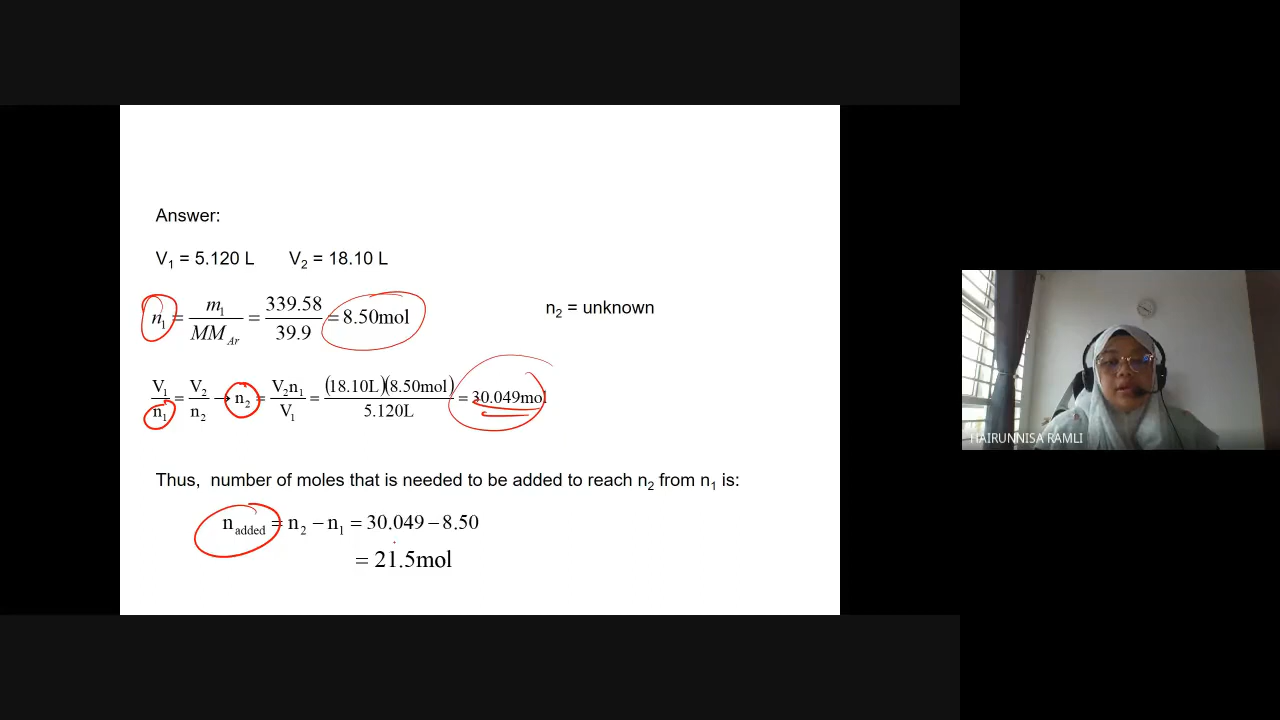 Answer:
V₁ = 5.120 L V₂ = 18.10 L
n₁ = m₁ / MM_Ar = 339.58 / 39.9 = 8.50mol
n₂ = unknown
V₁ / n₁ = V₂ / n₂ → n₂ = V₂n₁ / V₁ = (18.10L)(8.50mol) / 5.120L = 30.049mol
Thus, number of moles that is needed to be added to reach n₂ from n₁ is:
n_added = n₂ − n₁ = 30.049 − 8.50
= 21.5mol
HAIRUNNISA RAMLI